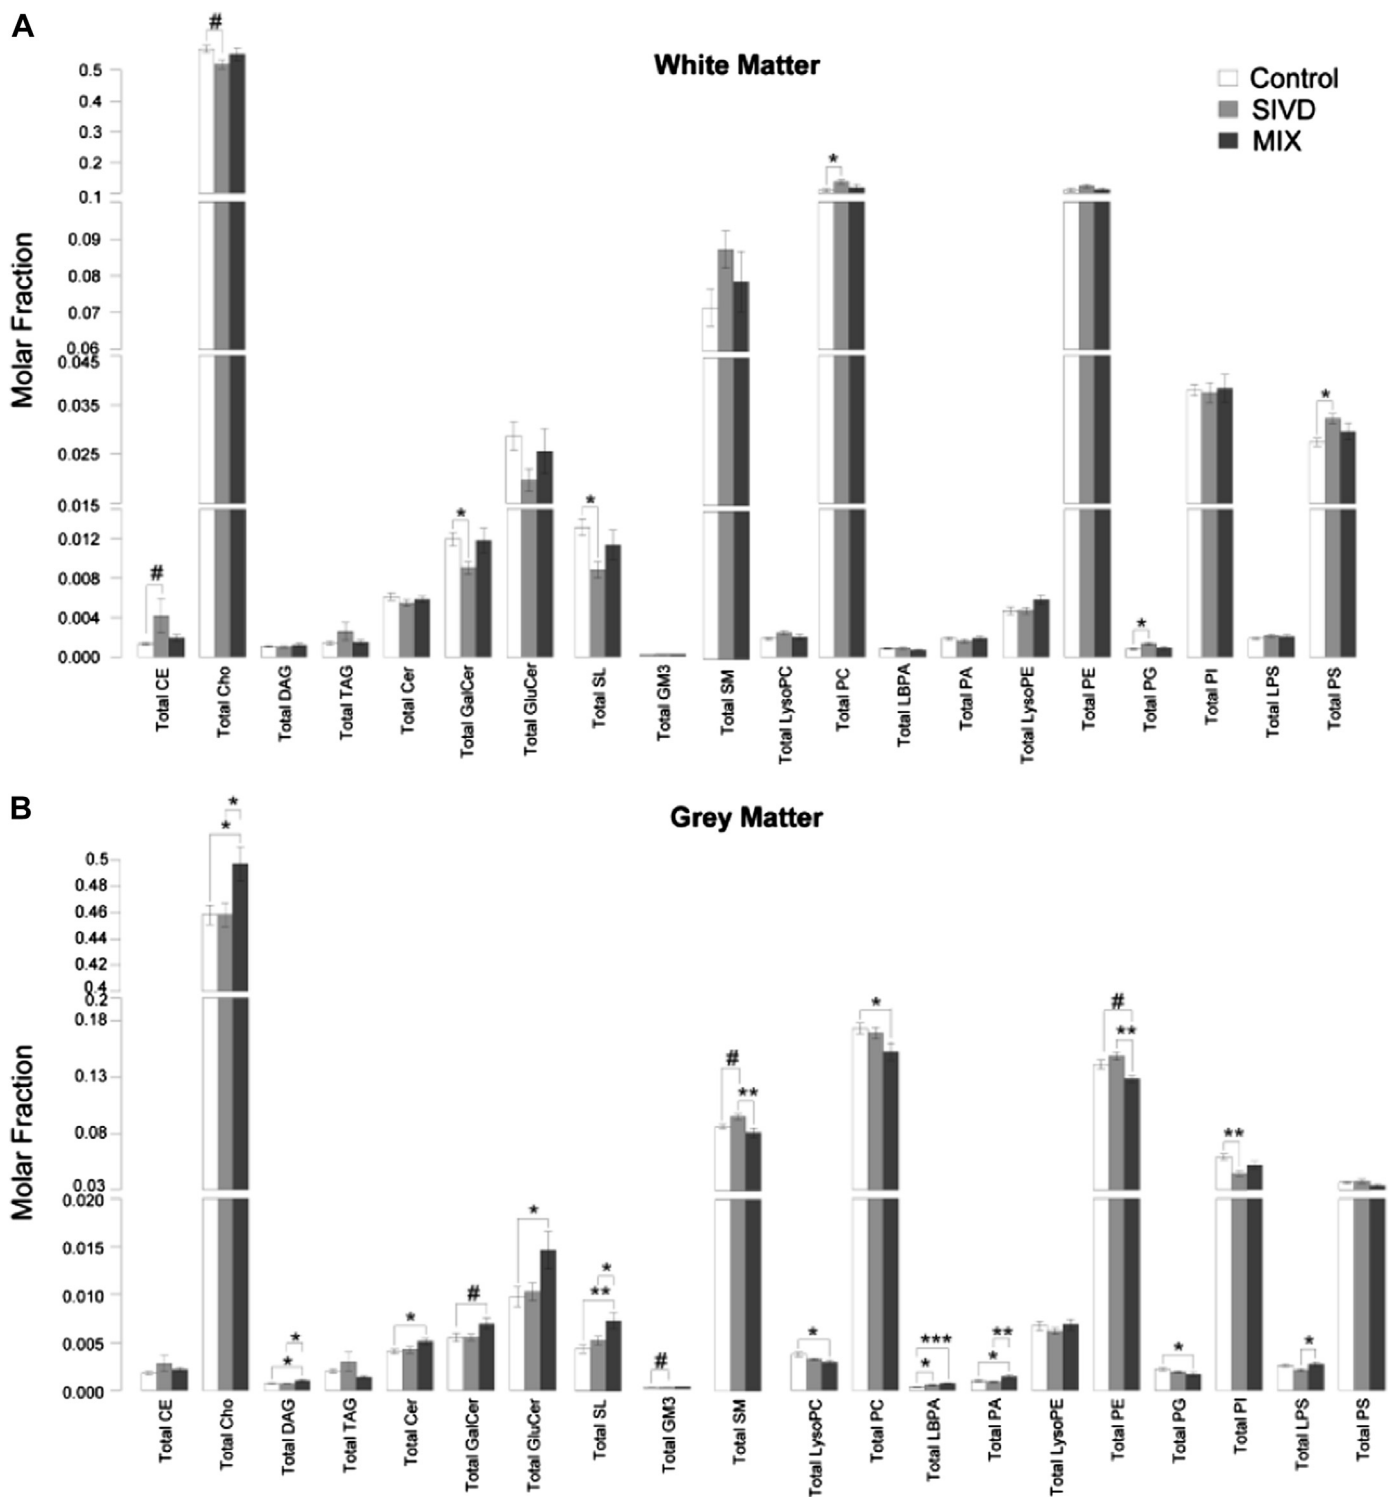 A
White Matter
Control
SIVD
MIX
Molar Fraction
0.5
0.4
0.3
0.2
0.1
0.09
0.08
0.07
0.06
0.045
0.035
0.025
0.015
0.012
0.008
0.004
0.000
#
#
*
*
*
*
*
Total CE
Total Cho
Total DAG
Total TAG
Total Cer
Total GalCer
Total GluCer
Total SL
Total GM3
Total SM
Total LysoPC
Total PC
Total LBPA
Total PA
Total LysoPE
Total PE
Total PG
Total PI
Total LPS
Total PS
B
Grey Matter
Molar Fraction
0.5
0.48
0.46
0.44
0.42
0.4
0.2
0.18
0.13
0.08
0.03
0.020
0.015
0.010
0.005
0.000
*
*
*
*
*
#
*
*
**
#
#
**
*
*
***
*
**
*
#
**
*
**
*
Total CE
Total Cho
Total DAG
Total TAG
Total Cer
Total GalCer
Total GluCer
Total SL
Total GM3
Total SM
Total LysoPC
Total PC
Total LBPA
Total PA
Total LysoPE
Total PE
Total PG
Total PI
Total LPS
Total PS